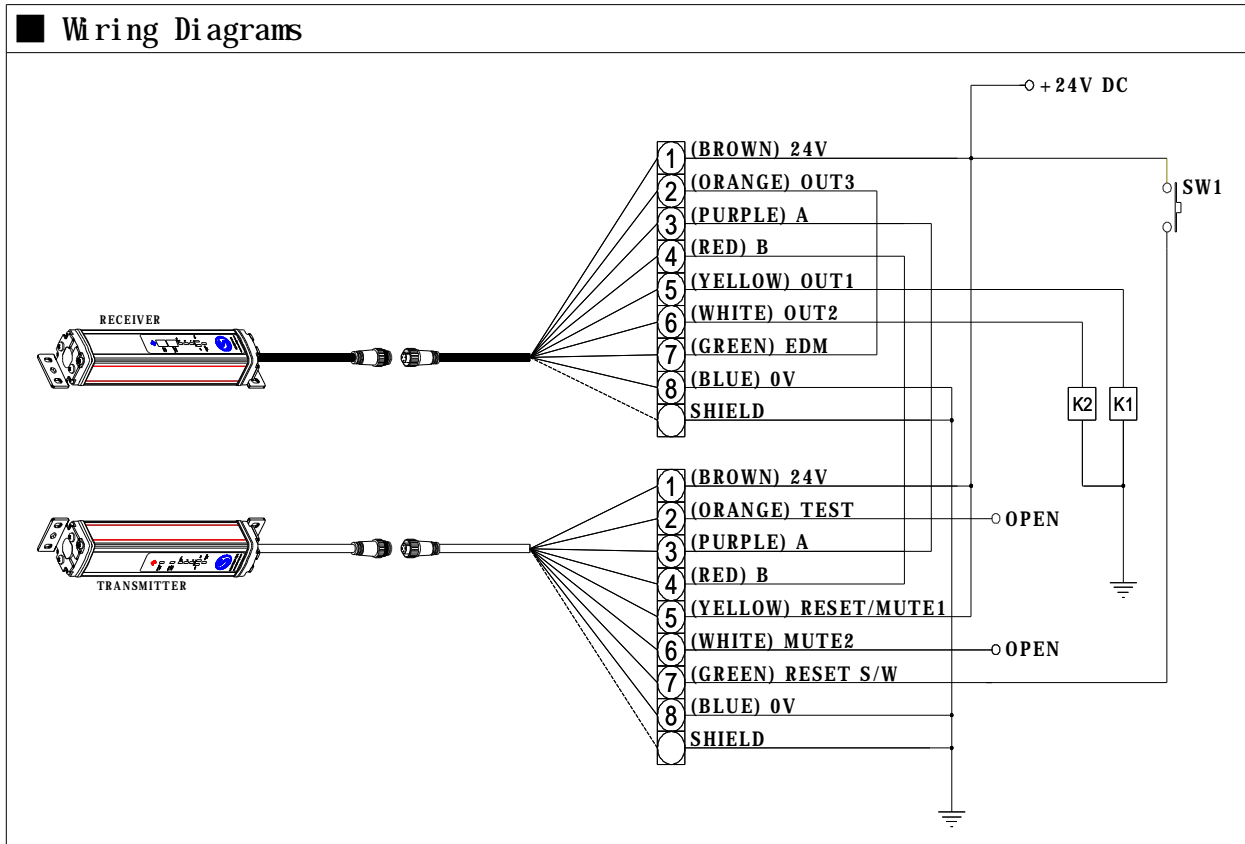 Wiring Diagrams
+24V DC
1 (BROWN) 24V
2 (ORANGE) OUT3
SW1
3 (PURPLE) A
4 (RED) B
5 (YELLOW) OUT1
6 (WHITE) OUT2
RECEIVER
7 (GREEN) EDM
8 (BLUE) 0V
K2 K1
SHIELD
1 (BROWN) 24V
2 (ORANGE) TEST OPEN
3 (PURPLE) A
4 (RED) B
TRANSMITTER
5 (YELLOW) RESET/MUTE1
6 (WHITE) MUTE2 OPEN
7 (GREEN) RESET S/W
8 (BLUE) 0V
SHIELD